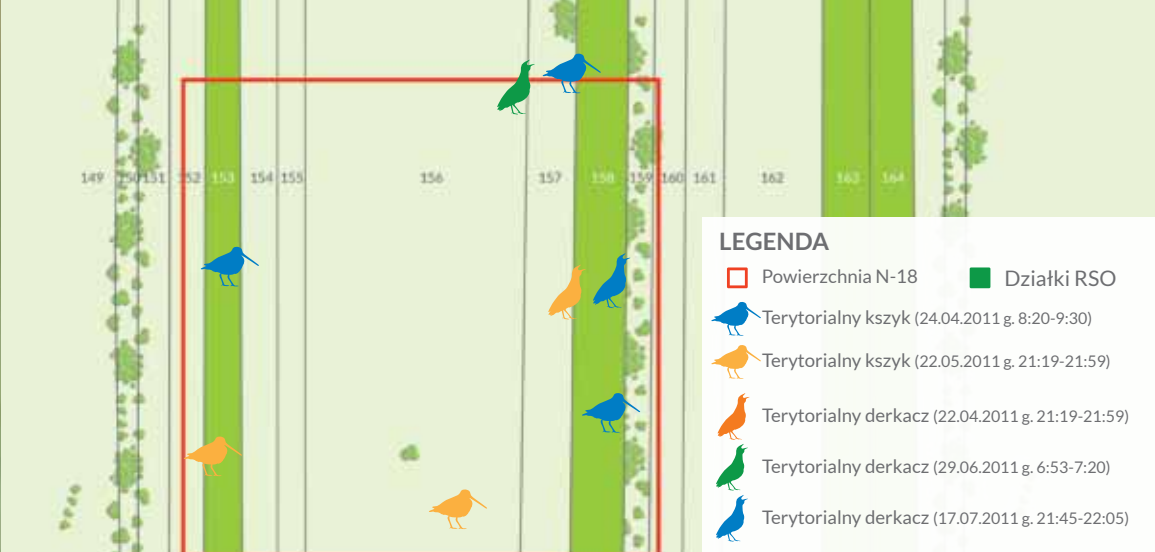 149 150 151 152 153 154 155 156 157 158 159 160 161 162 163 164
LEGENDA
Powierzchnia N-18 Działki RSO
Terytorialny kszyk (24.04.2011 g. 8:20-9:30)
Terytorialny kszyk (22.05.2011 g. 21:19-21:59)
Terytorialny derkacz (22.04.2011 g. 21:19-21:59)
Terytorialny derkacz (29.06.2011 g. 6:53-7:20)
Terytorialny derkacz (17.07.2011 g. 21:45-22:05)